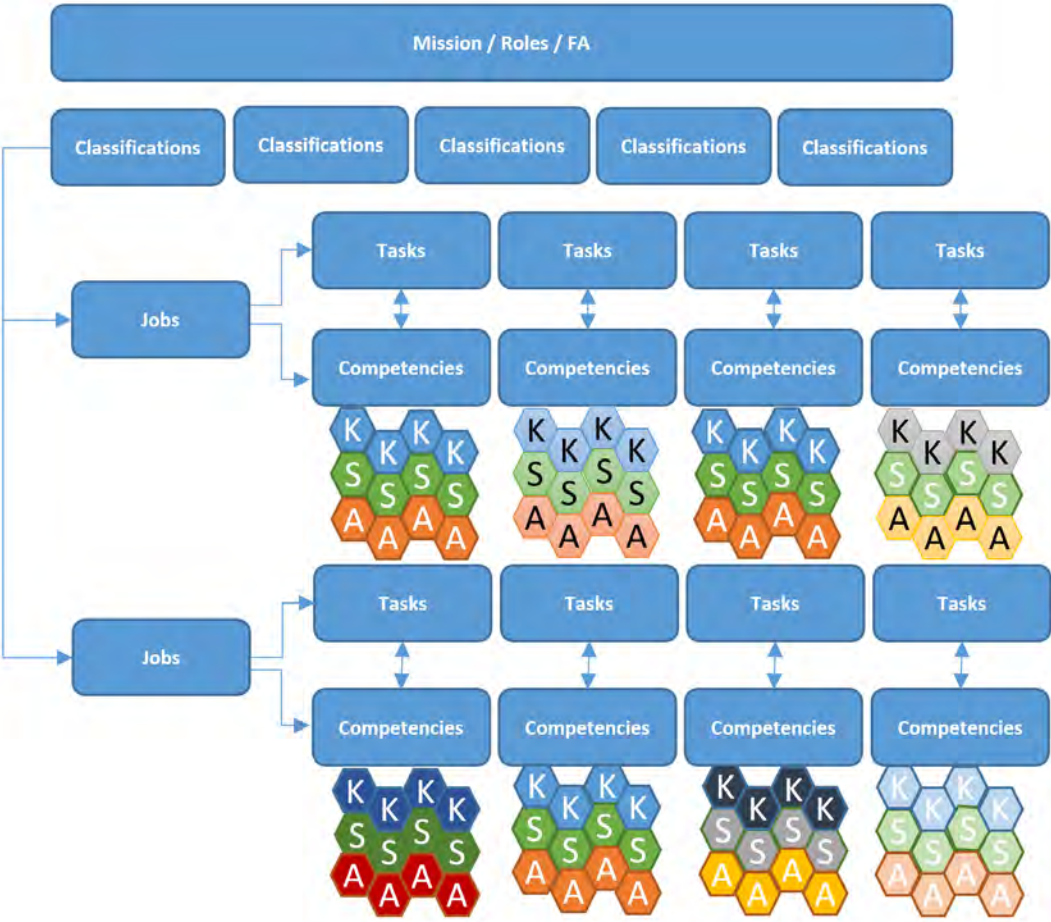 Mission / Roles / FA
Classifications Classifications Classifications Classifications Classifications
Tasks Tasks Tasks Tasks
Jobs
Competencies Competencies Competencies Competencies
K K K K K K K K K K K K K K K K
S S S S S S S S S S S S S S S S
A A A A A A A A A A A A A A A A
Tasks Tasks Tasks Tasks
Jobs
Competencies Competencies Competencies Competencies
K K K K K K K K K K K K K K K K
S S S S S S S S S S S S S S S S
A A A A A A A A A A A A A A A A